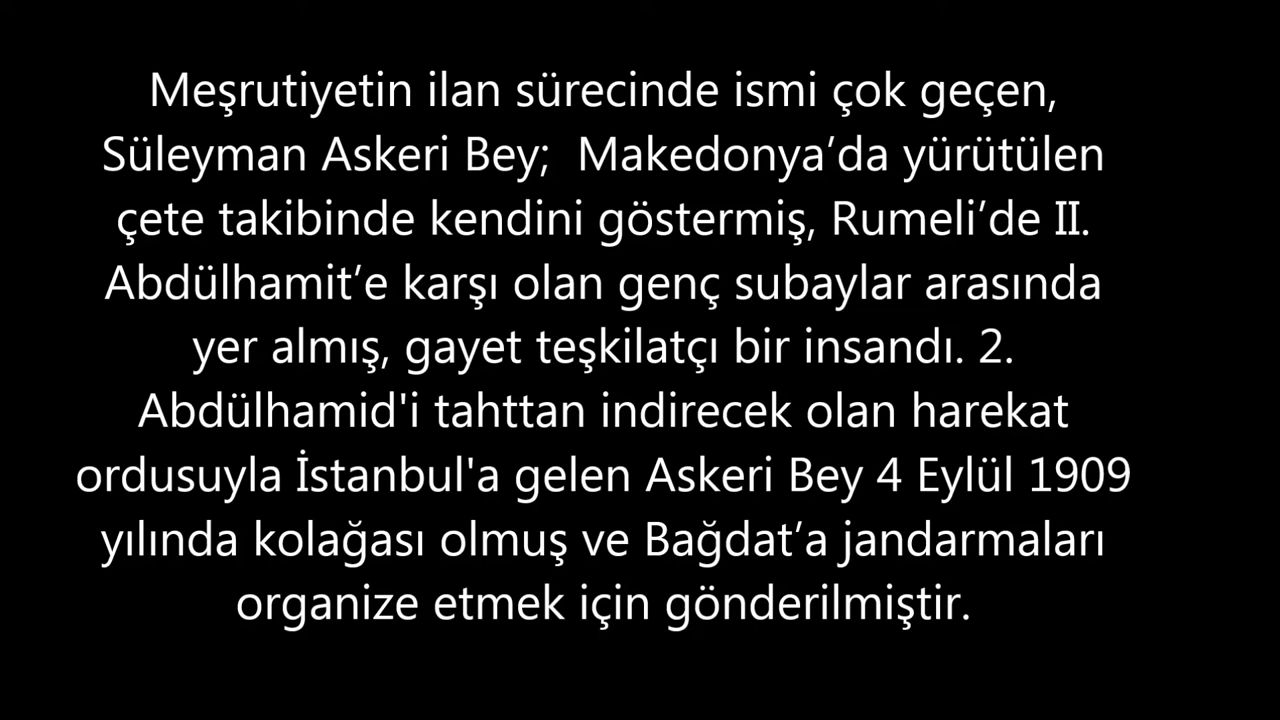 Meşrutiyetin ilan sürecinde ismi çok geçen,
Süleyman Askeri Bey;  Makedonya’da yürütülen
çete takibinde kendini göstermiş, Rumeli’de II.
Abdülhamit’e karşı olan genç subaylar arasında
yer almış, gayet teşkilatçı bir insandı. 2.
Abdülhamid'i tahttan indirecek olan harekat
ordusuyla İstanbul'a gelen Askeri Bey 4 Eylül 1909
yılında kolağası olmuş ve Bağdat’a jandarmaları
organize etmek için gönderilmiştir.